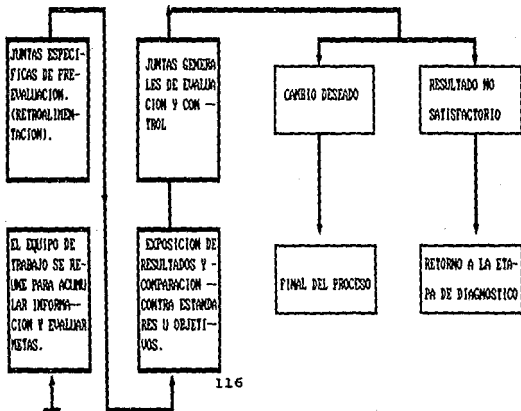 JUNTAS ESPECI-
FICAS DE PRE-
EVALUACION.
(RETROALIMEN-
TACION).
JUNTAS GENERA
LES DE EVALUA
CION Y CON —
TROL
CAMBIO DESEADO
RESULTADO NO
SATISFACTORIO
EL EQUIPO DE
TRABAJO SE RE-
UNE PARA ACUMU
LAR INFORMA—
CION Y EVALUAR
METAS.
EXPOSICION DE
RESULTADOS Y -
COMPARACION —
CONTRA ESTANDA
RES U OBJETI—
VOS.
FINAL DEL PROCESO
RETORNO A LA ETA-
PA DE DIAGNOSTICO
116